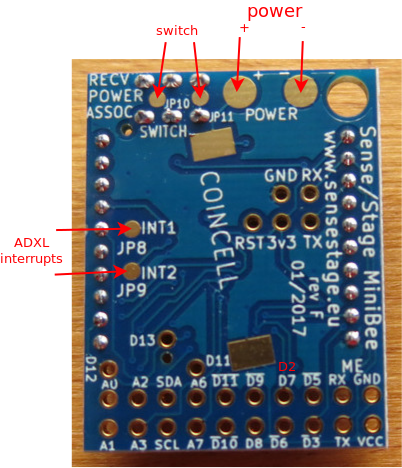 power
switch
+ -
RECV
POWER
ASSOC
JP10
JP11
+ -
POWER
SWITCH
COINCELL
GND RX
RST 3v3 TX
Sense/Stage MiniBee
www.sensestage.eu
rev F
01/2017
ADXL
interrupts
INT1
JP8
INT2
JP9
D13
D12
D11
D2
ME
A0 A2 SDA A6 D11 D9 D7 D5 RX GND
A1 A3 SCL A7 D10 D8 D6 D3 TX VCC